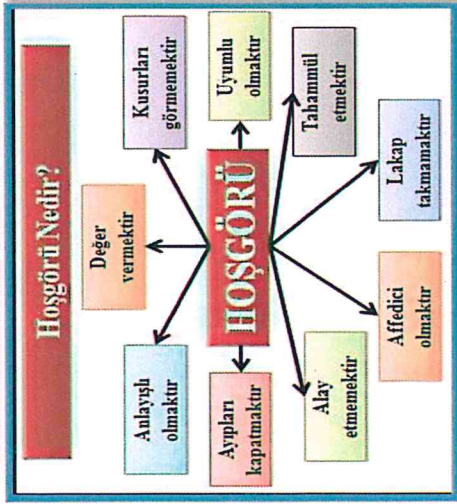 Hoşgörü Nedir?
Anlayışlı
olmaktır
Değer
vermektir
Kusurları
görmemektir
Ayıpları
kapatmaktır
HOŞGÖRÜ
Uyumlu
olmaktır
Alay
etmemektir
Tahammül
etmektir
Affedici
olmaktır
Lakap
takmamaktır